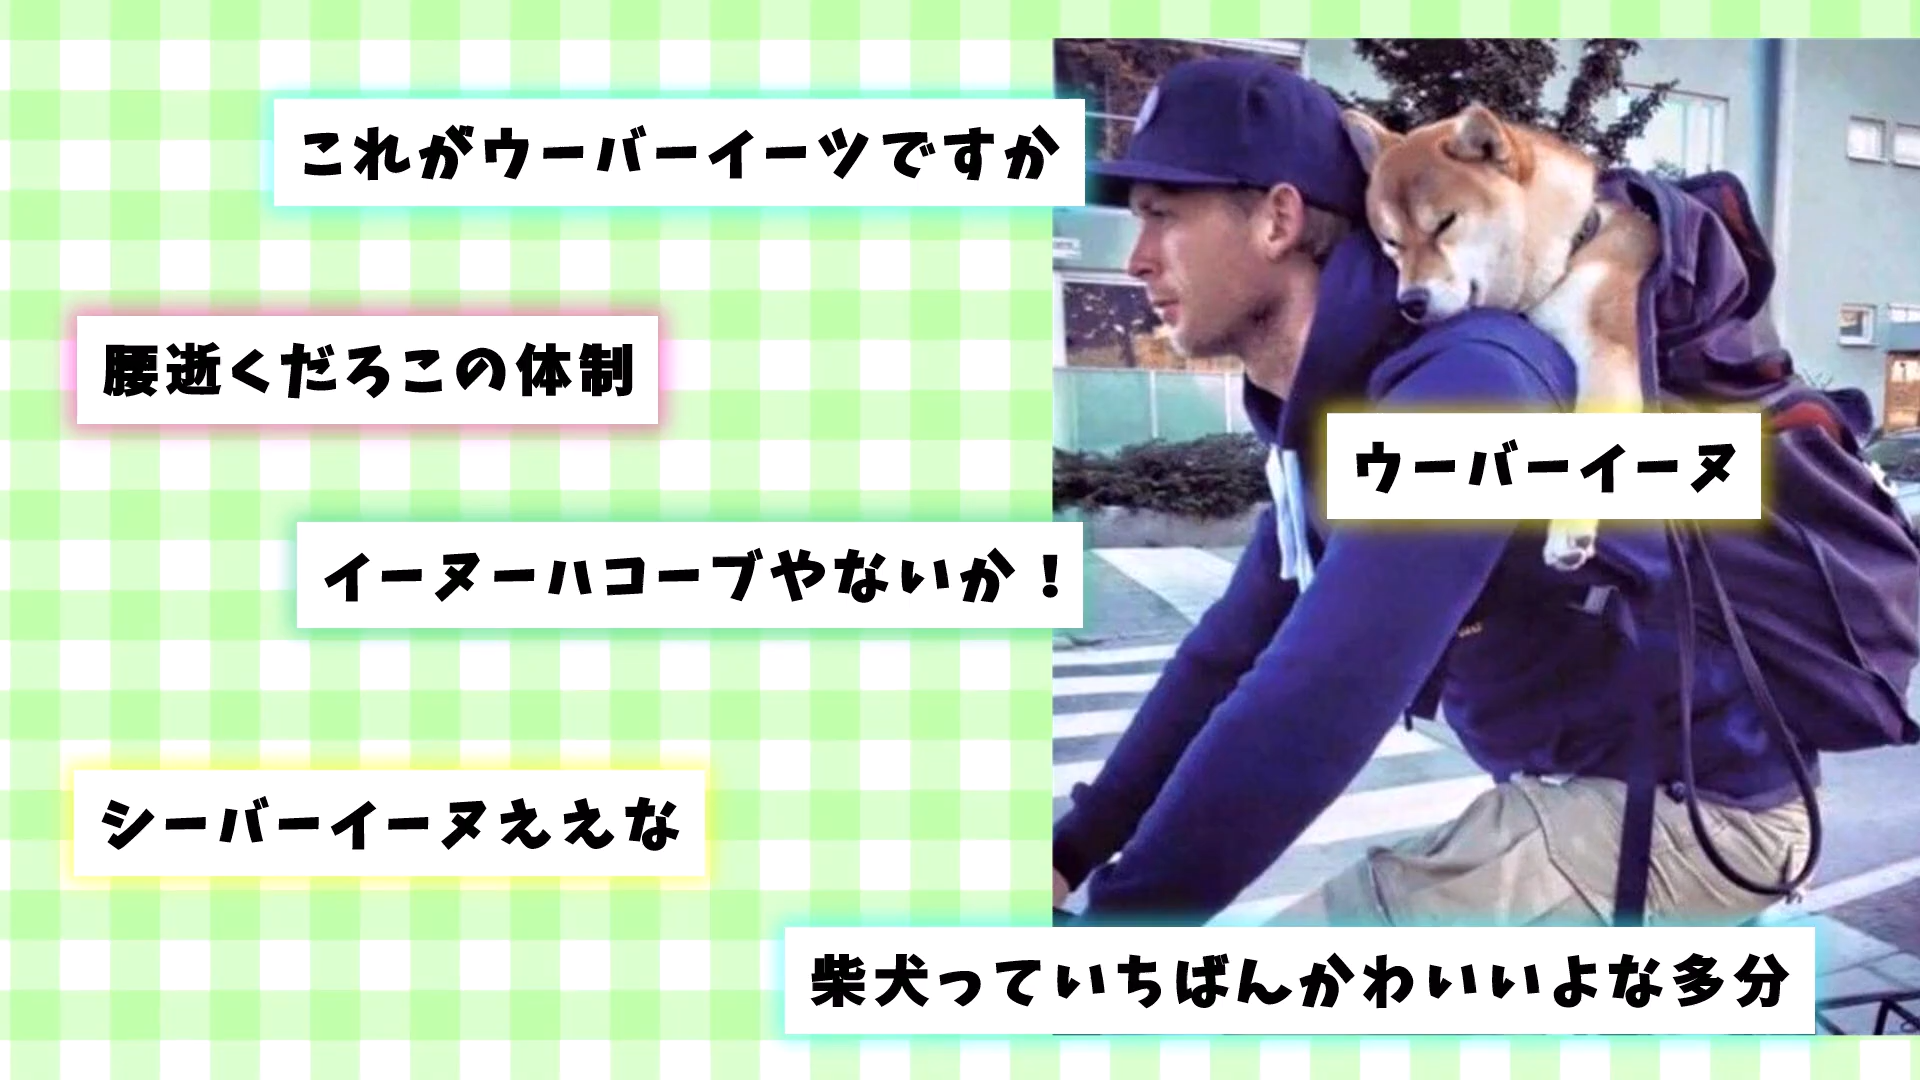 これがウーバーイーツですか
腰逝くだろこの体制
ウーバーイーヌ
イーヌーハコーブやないか！
シーバーイーヌええな
柴犬っていちばんかわいいよな多分